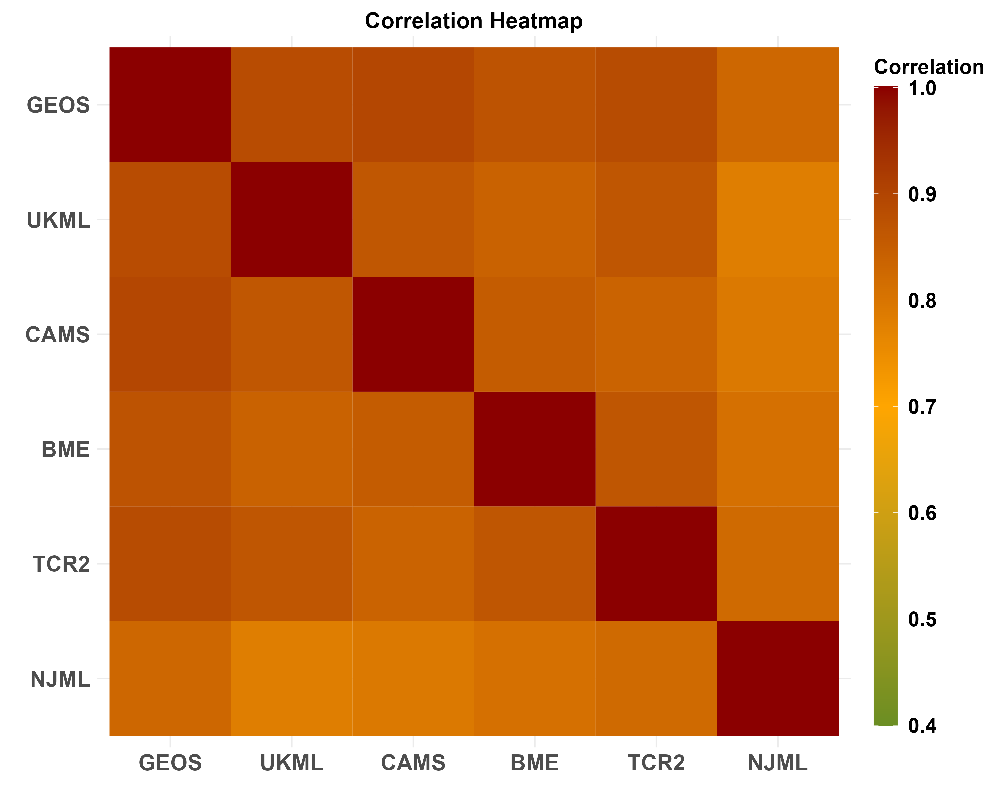 Correlation Heatmap
GEOS
UKML
CAMS
BME
TCR2
NJML
GEOS UKML CAMS BME TCR2 NJML
Correlation
1.0
0.9
0.8
0.7
0.6
0.5
0.4